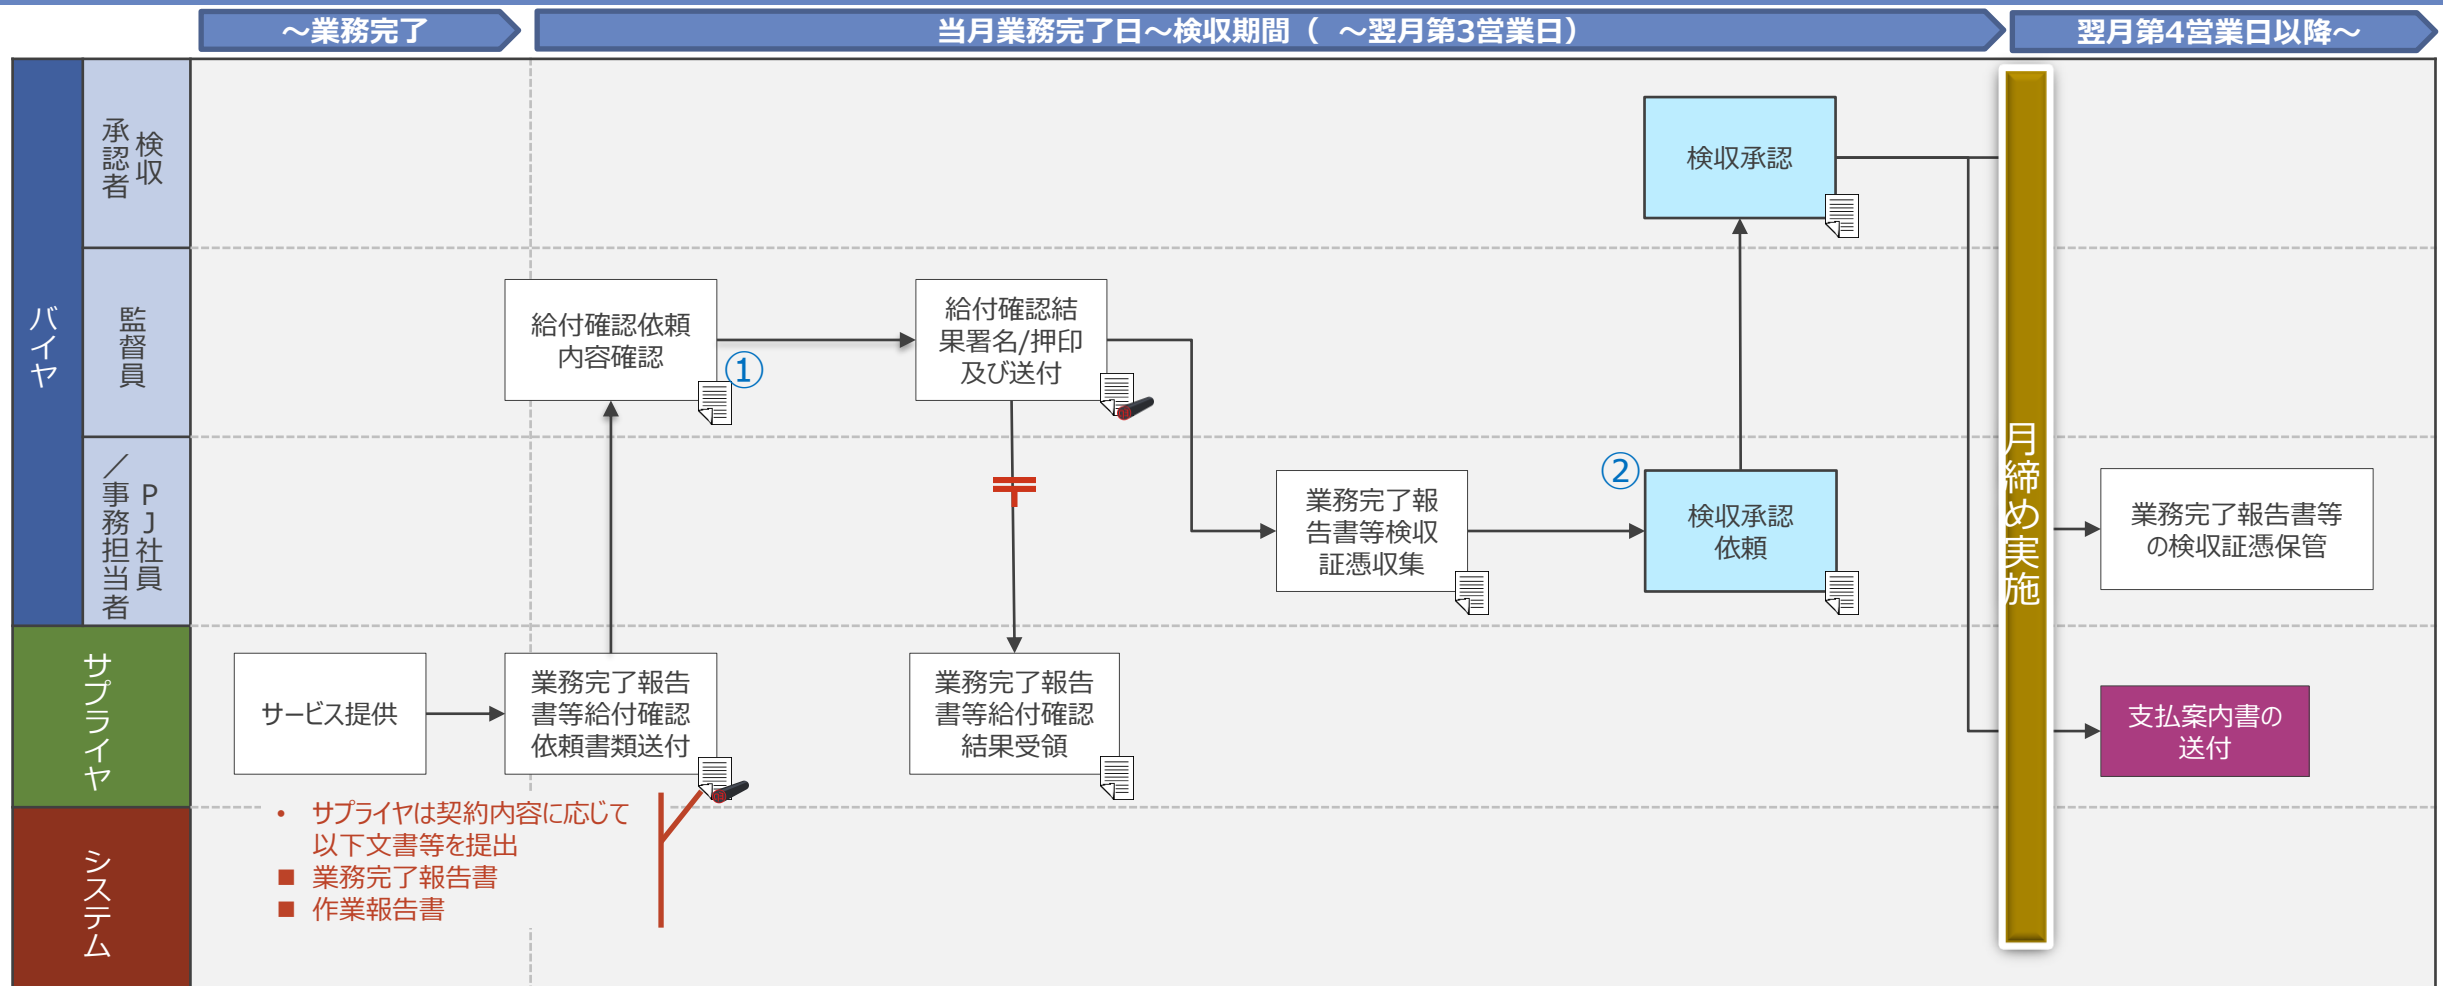 ～業務完了
当月業務完了日～検収期間（ ～翌月第3営業日）
翌月第4営業日以降～
バイヤ
検収
承認者
検収承認
監督員
給付確認依頼
内容確認
①
給付確認結
果署名/押印
及び送付
ＰＪ社員
／事務担当者
〒
業務完了報
告書等検収
証憑収集
②
検収承認
依頼
月締め実施
業務完了報告書等
の検収証憑保管
サプライヤ
サービス提供
業務完了報告
書等給付確認
依頼書類送付
業務完了報告
書等給付確認
結果受領
支払案内書の
送付
システム
• サプライヤは契約内容に応じて
以下文書等を提出
■ 業務完了報告書
■ 作業報告書